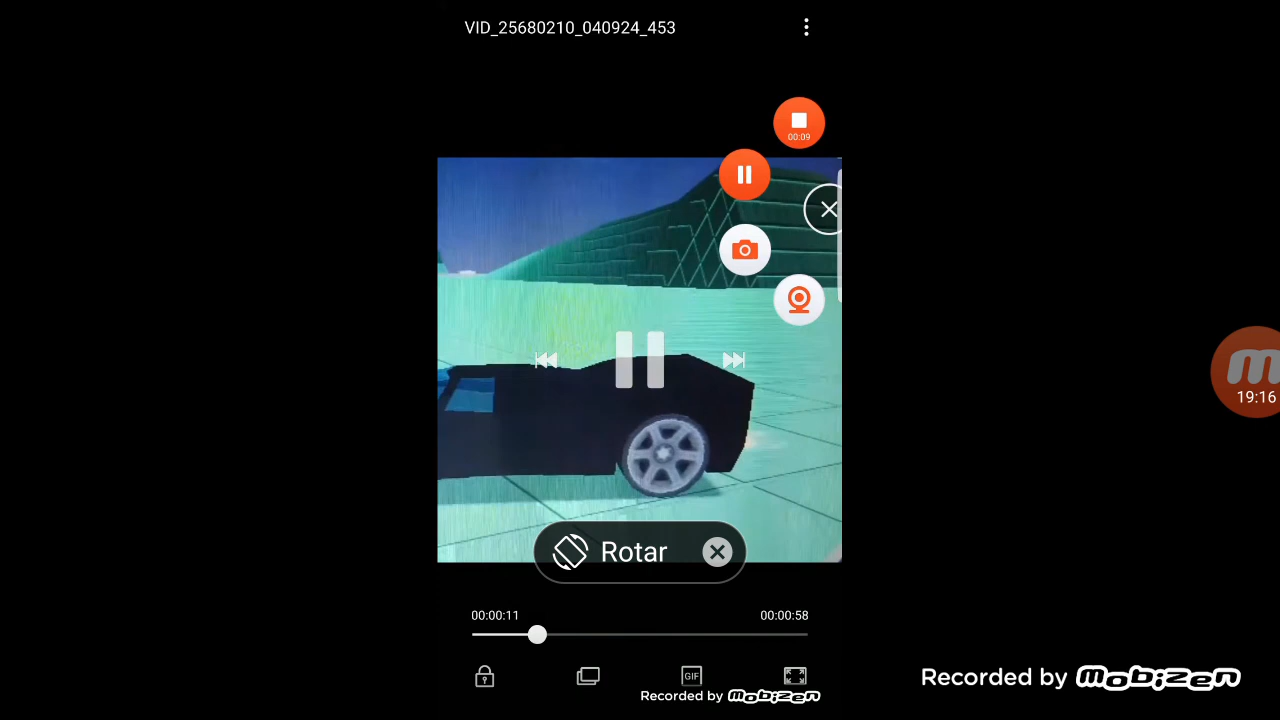 VID_25680210_040924_453
00:09
Rotar
00:00:11
00:00:58
GIF
Recorded by mobizen
19:16
Recorded by mobizen